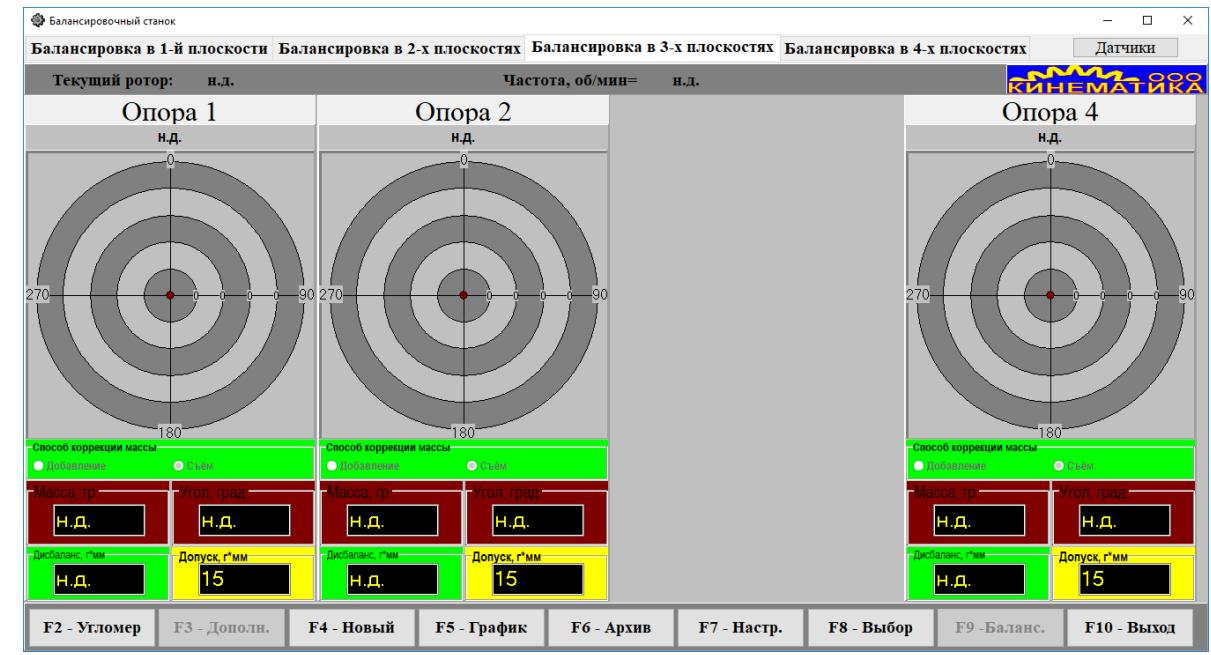 Балансировочный станок
Балансировка в 1-й плоскости Балансировка в 2-х плоскостях Балансировка в 3-х плоскостях Балансировка в 4-х плоскостях Датчики
Текущий ротор: н.д. Частота, об/мин= н.д. КИНЕМАТИКА ООО
Опора 1 Опора 2 Опора 4
н.д. н.д. н.д.
0 0 0
270 0 0 0 0 90 270 0 0 0 0 90 270 0 0 0 0 90
180 180 180
Способ коррекции массы Способ коррекции массы Способ коррекции массы
Добавление Съём Добавление Съём Добавление Съём
Масса, гр. Угол, град. Масса, гр. Угол, град. Масса, гр. Угол, град.
н.д. н.д. н.д. н.д. н.д. н.д.
Дисбаланс, г*мм Допуск, г*мм Дисбаланс, г*мм Допуск, г*мм Дисбаланс, г*мм Допуск, г*мм
н.д. 15 н.д. 15 н.д. 15
F2 - Угломер F3 - Дополн. F4 - Новый F5 - График F6 - Архив F7 - Настр. F8 - Выбор F9 -Баланс. F10 - Выход